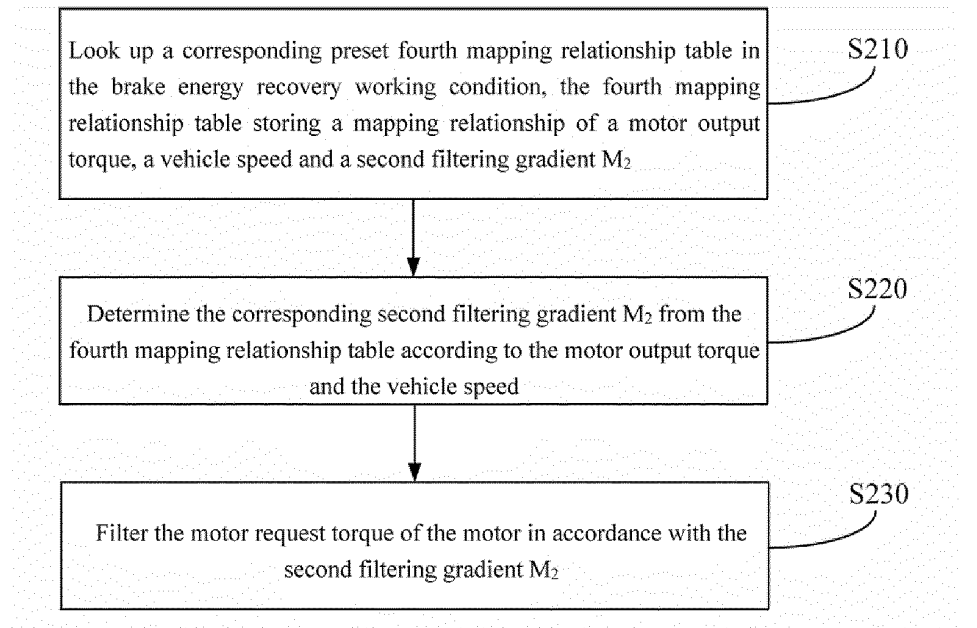 Look up a corresponding preset fourth mapping relationship table in
the brake energy recovery working condition, the fourth mapping
relationship table storing a mapping relationship of a motor output
torque, a vehicle speed and a second filtering gradient M₂
S210
Determine the corresponding second filtering gradient M₂ from the
fourth mapping relationship table according to the motor output torque
and the vehicle speed
S220
Filter the motor request torque of the motor in accordance with the
second filtering gradient M₂
S230